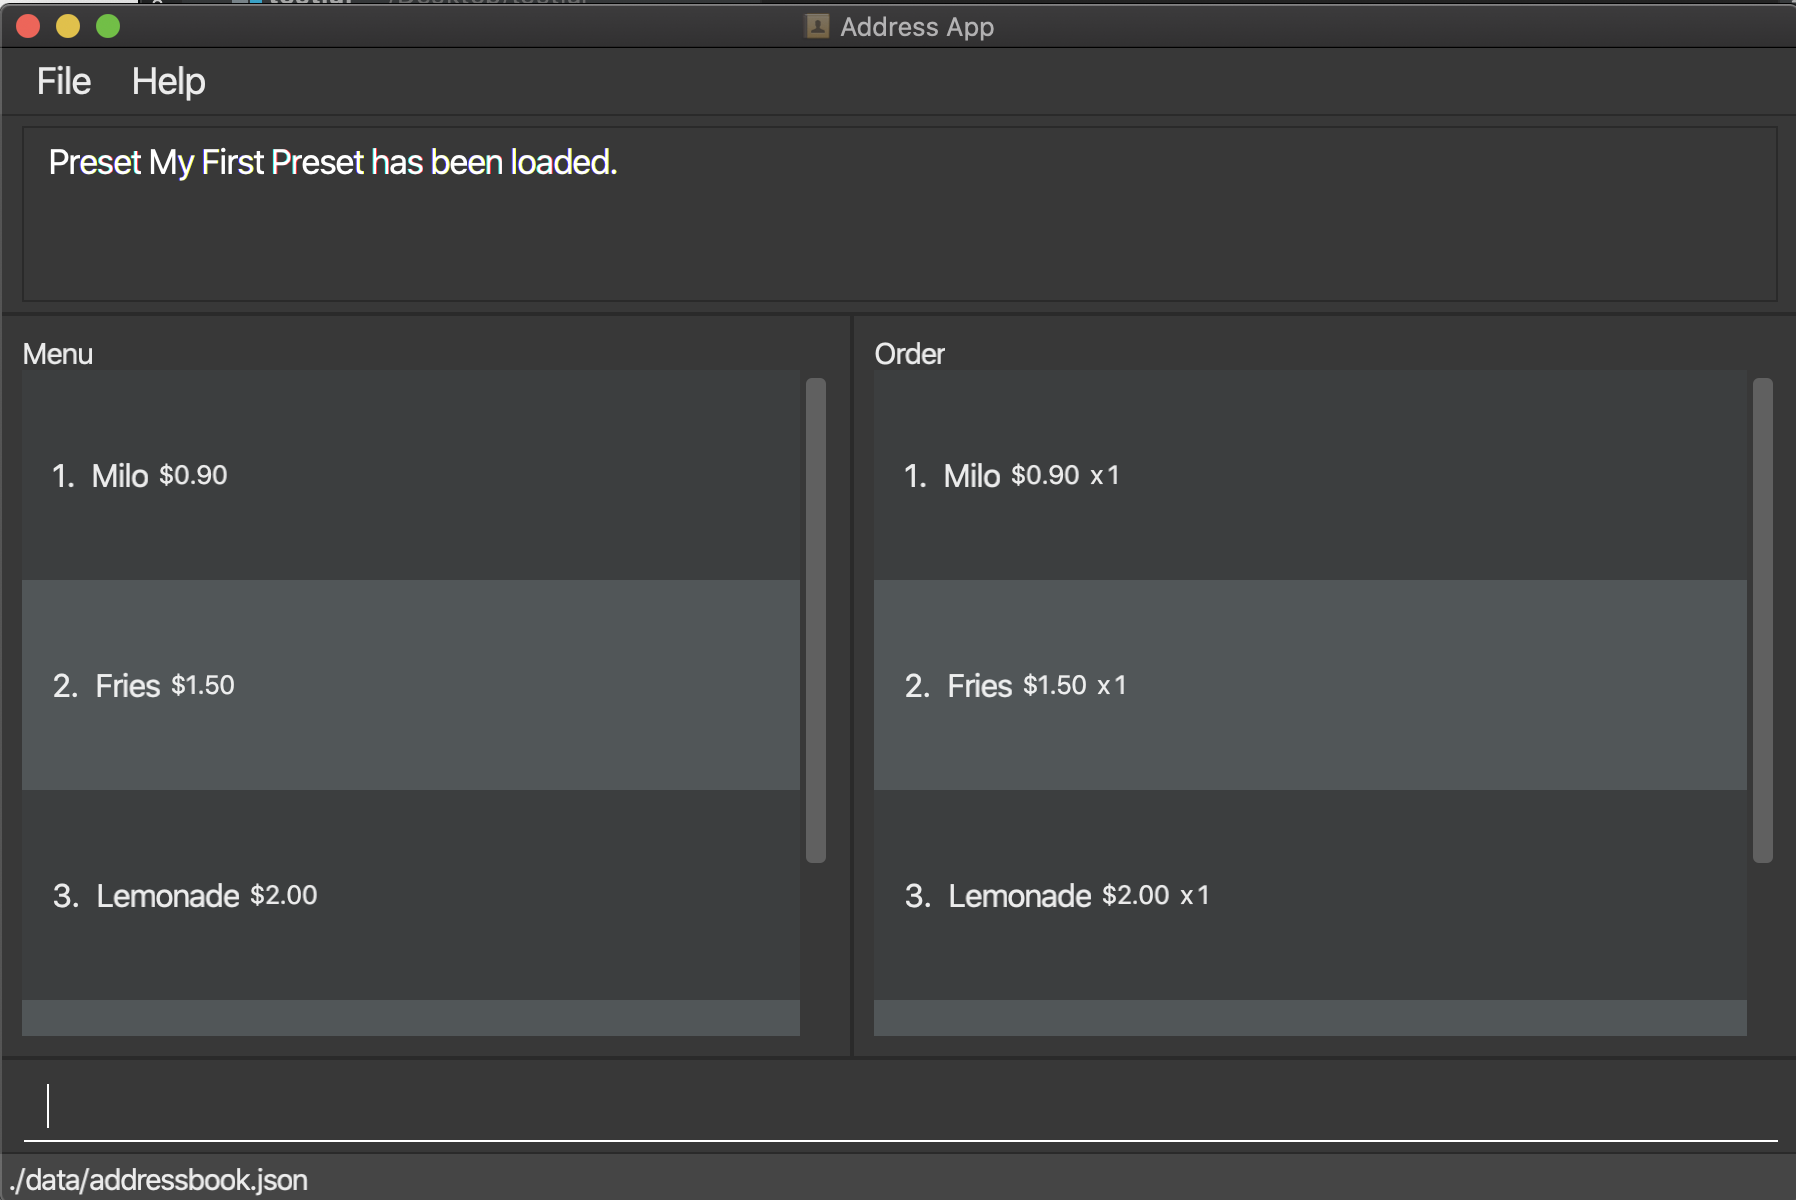 Address App
File Help
Preset My First Preset has been loaded.
Menu
1. Milo $0.90
2. Fries $1.50
3. Lemonade $2.00
Order
1. Milo $0.90 x 1
2. Fries $1.50 x 1
3. Lemonade $2.00 x 1
./data/addressbook.json